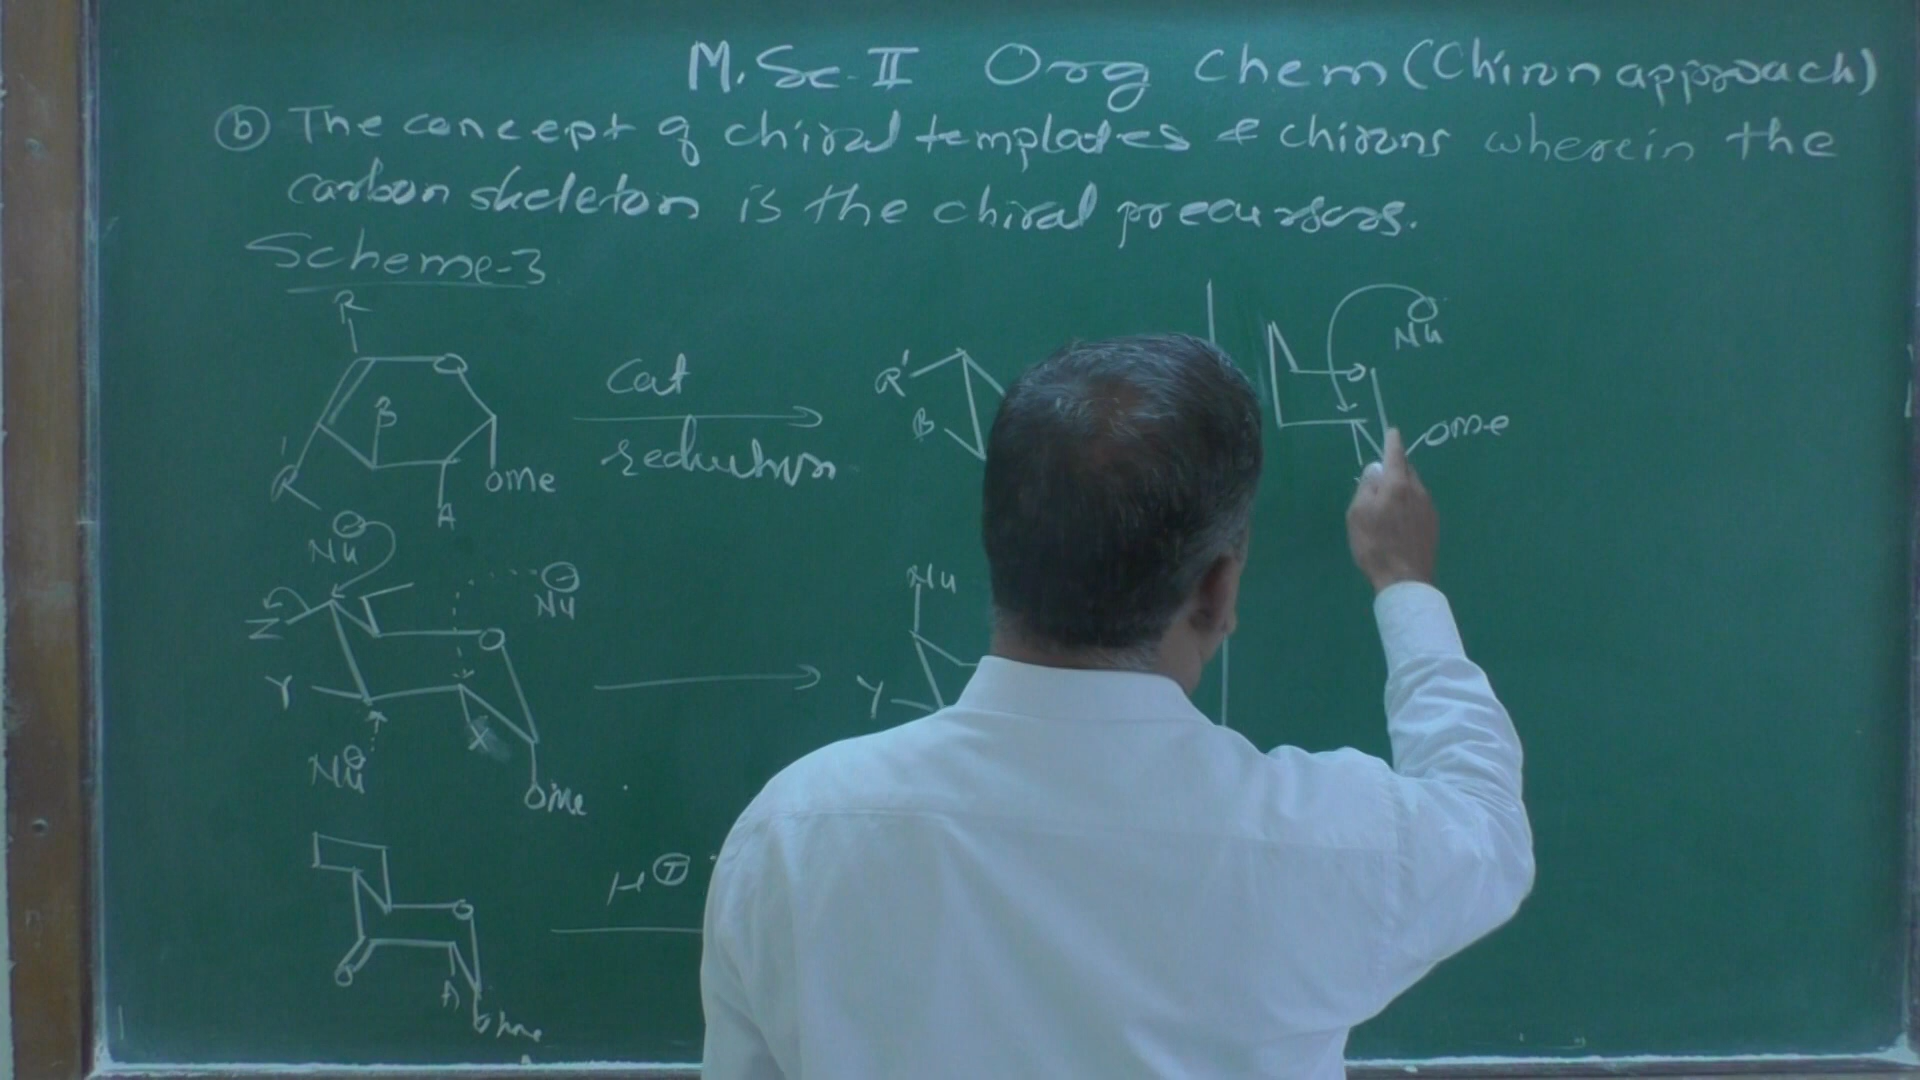 M.Sc-II Org Chem (Chiron approach)
(b) The concept of chiral templates & chirons wherein the
carbon skeleton is the chiral precursors.
Scheme-3
R
O
B
R'
OMe
A
Cat
reduction
R'
B
Nu
O
OMe
Nu
⊖
Z
Y
O
X
OMe
⊖
Nu
Nu
⊖
Nu
Y
O
O
A
OMe
H⊕